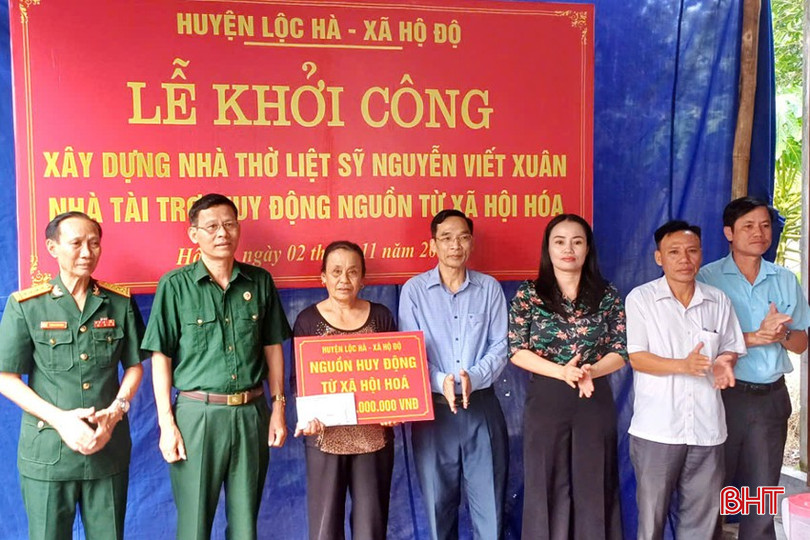 HUYỆN LỘC HÀ - XÃ HỘ ĐỘ
LỄ KHỞI CÔNG
XÂY DỰNG NHÀ THỜ LIỆT SỸ NGUYỄN VIẾT XUÂN
NHÀ TÀI TRỢ HUY ĐỘNG NGUỒN TỪ XÃ HỘI HÓA
ngày 02 11 năm
HUYỆN LỘC HÀ - XÃ HỘ ĐỘ
NGUỒN HUY ĐỘNG
TỪ XÃ HỘI HOÁ
.000.000 VNĐ
BHT